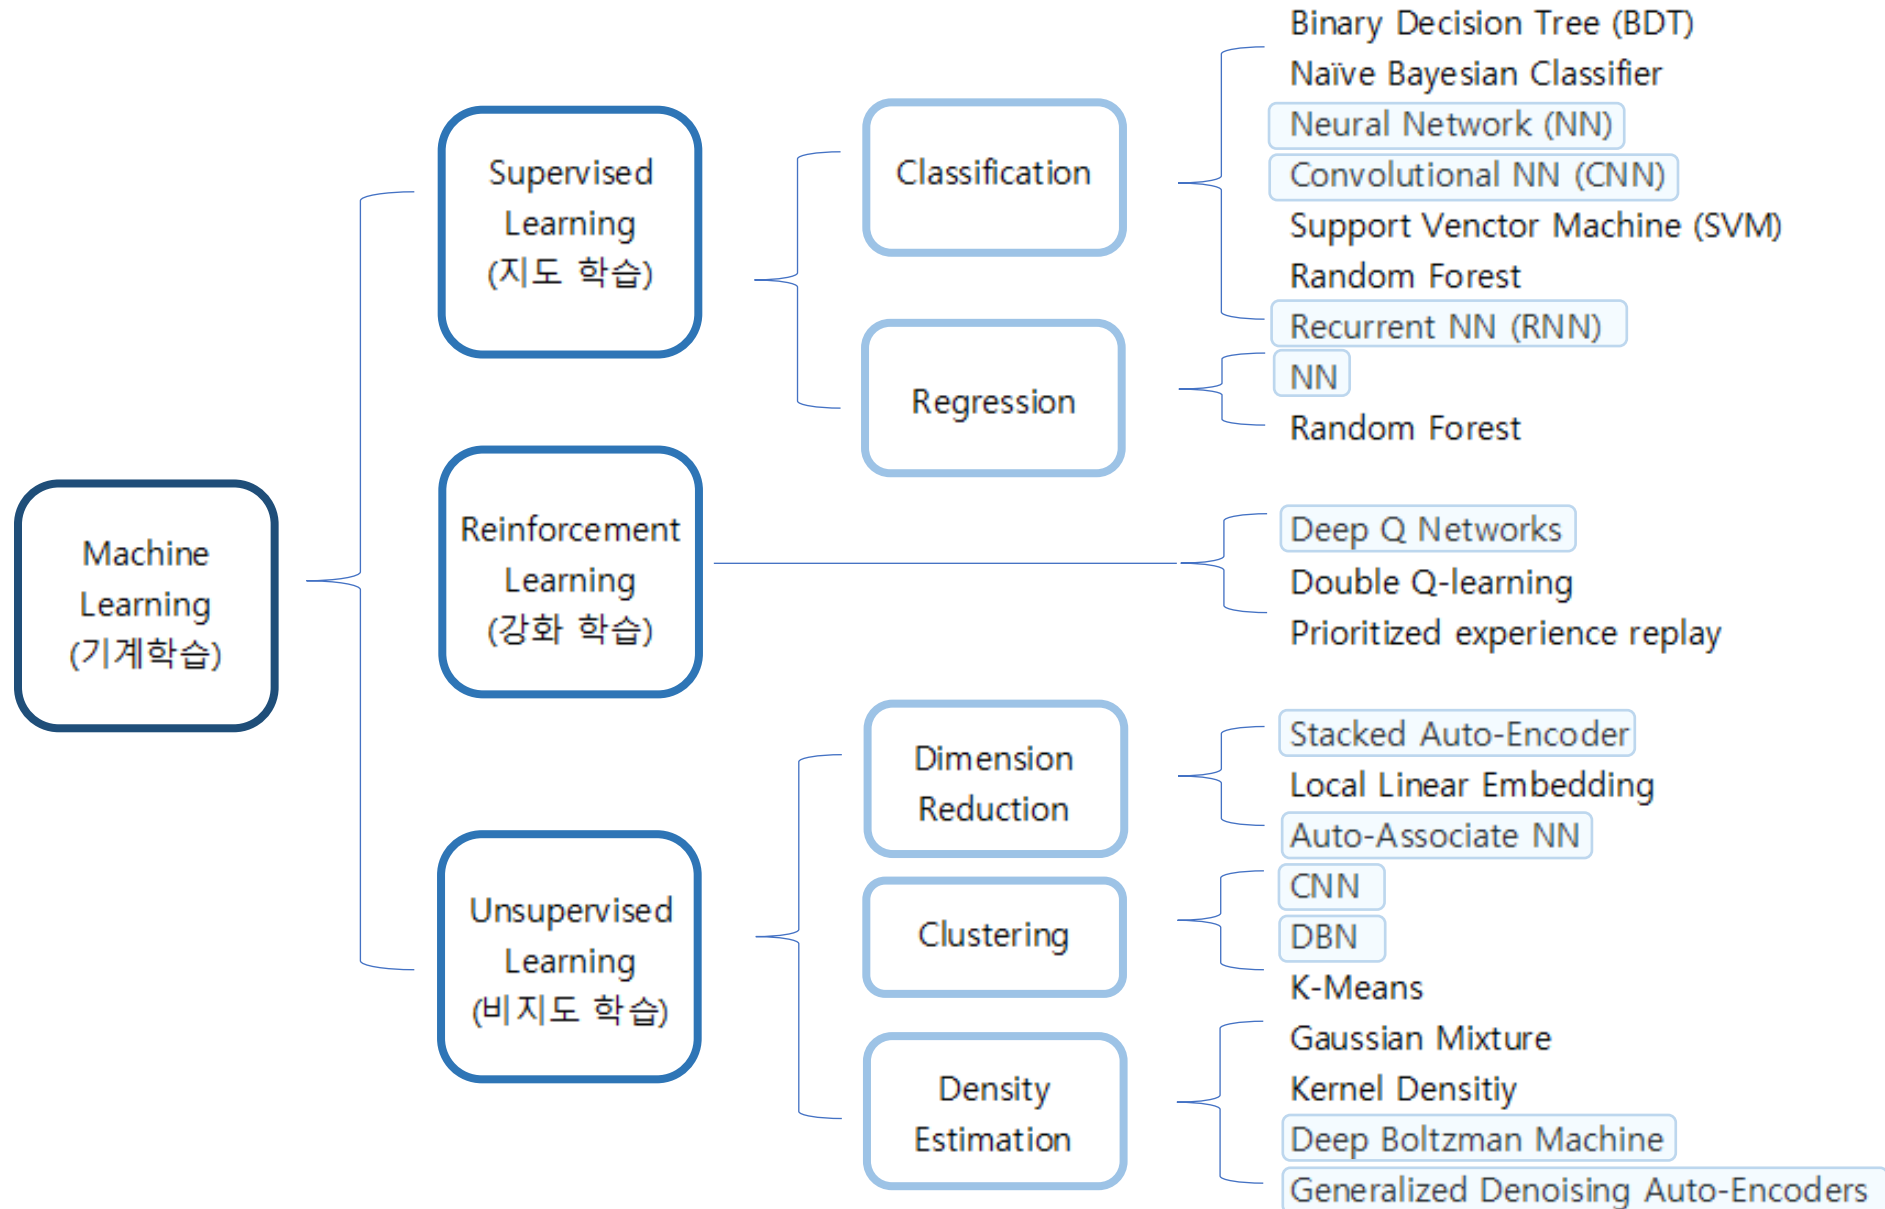 Machine
Learning
(기계학습)
Supervised
Learning
(지도 학습)
Classification
Binary Decision Tree (BDT)
Naïve Bayesian Classifier
Neural Network (NN)
Convolutional NN (CNN)
Support Venctor Machine (SVM)
Random Forest
Recurrent NN (RNN)
Regression
NN
Random Forest
Reinforcement
Learning
(강화 학습)
Deep Q Networks
Double Q-learning
Prioritized experience replay
Unsupervised
Learning
(비지도 학습)
Dimension
Reduction
Stacked Auto-Encoder
Local Linear Embedding
Auto-Associate NN
Clustering
CNN
DBN
K-Means
Density
Estimation
Gaussian Mixture
Kernel Densitiy
Deep Boltzman Machine
Generalized Denoising Auto-Encoders